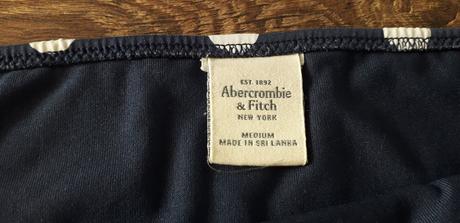 EST. 1892
Abercrombie
& Fitch
NEW YORK
MEDIUM
MADE IN SRI LANKA